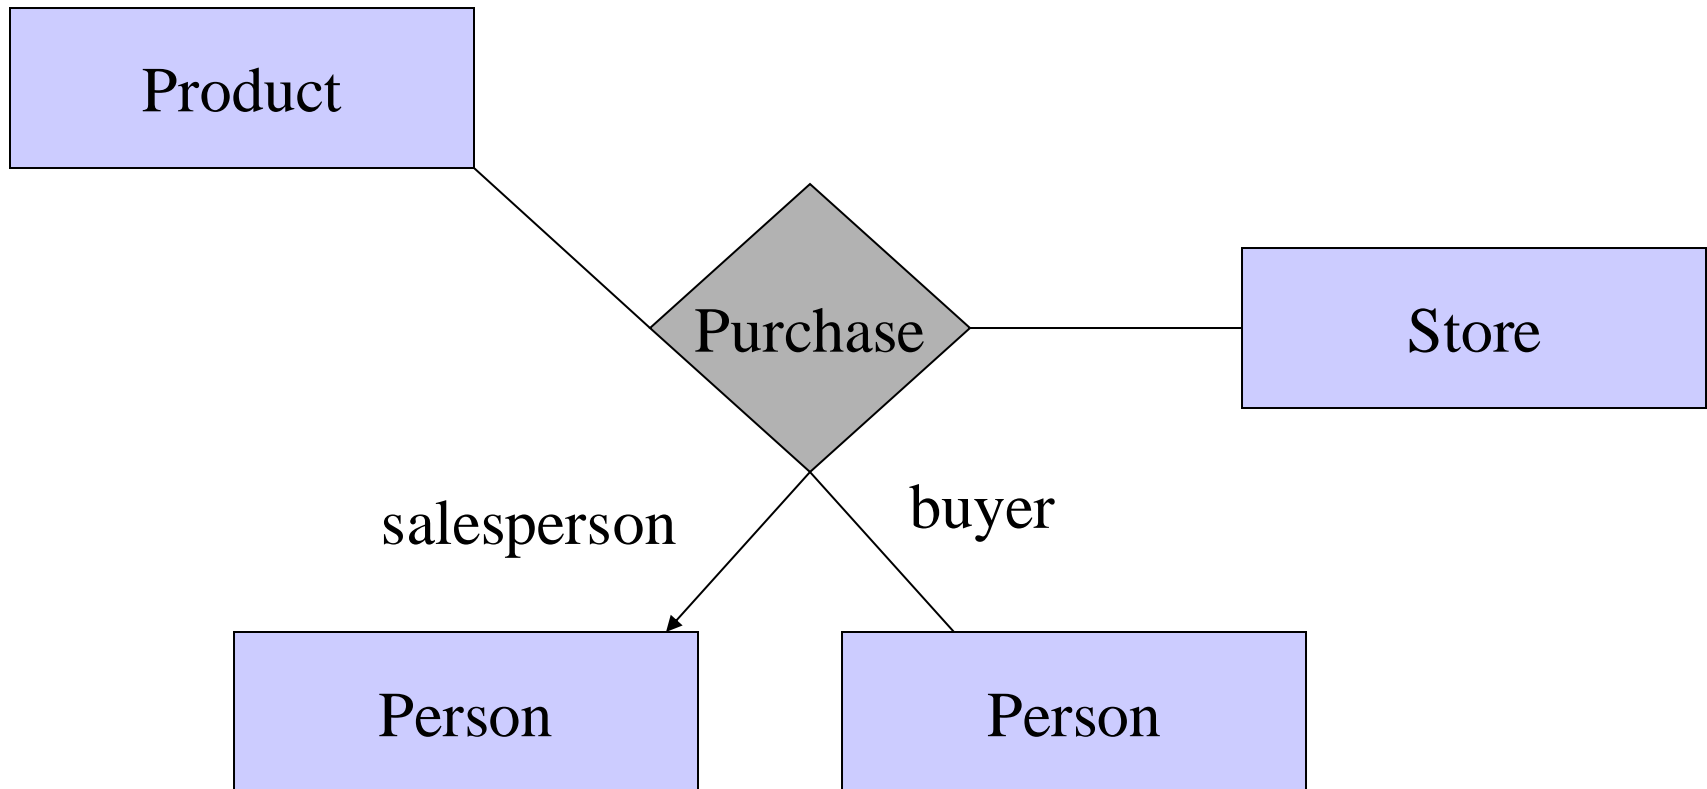 Product
Purchase
Store
salesperson
buyer
Person
Person